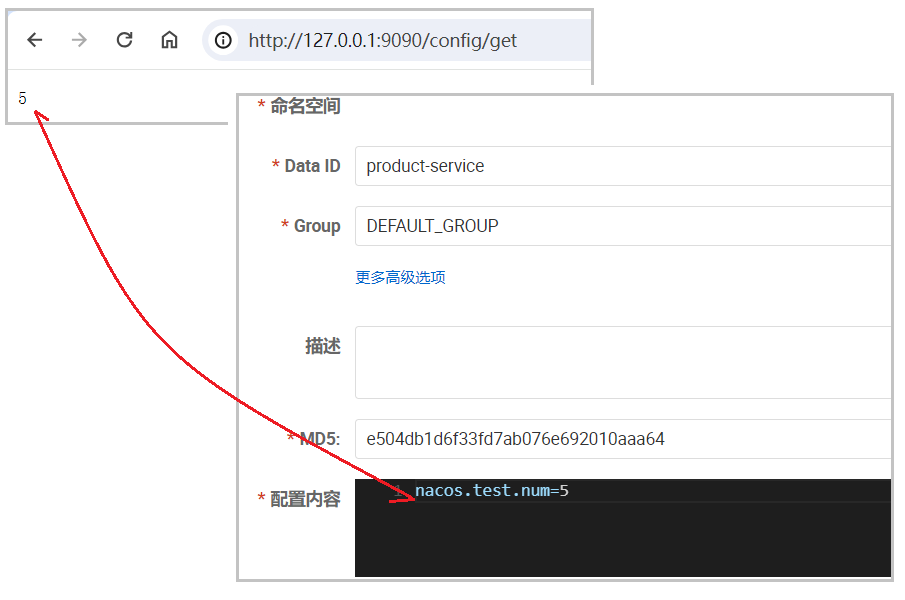 http://127.0.0.1:9090/config/get
5
* 命名空间
* Data ID
product-service
* Group
DEFAULT_GROUP
更多高级选项
描述
* MD5:
e504db1d6f33fd7ab076e692010aaa64
* 配置内容
1 nacos.test.num=5